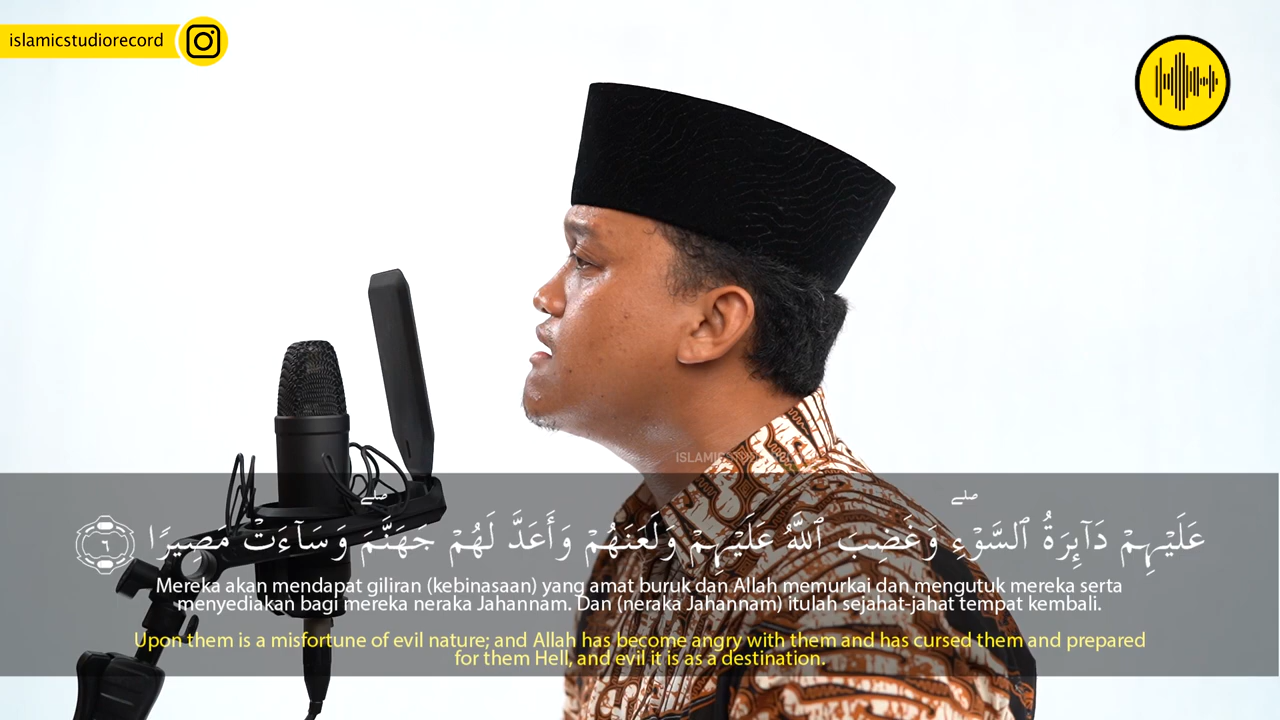 islamicstudiorecord
عَلَيْهِمْ دَآئِرَةُ ٱلسَّوْءِ ۖ وَغَضِبَ ٱللَّهُ عَلَيْهِمْ وَلَعَنَهُمْ وَأَعَدَّ لَهُمْ جَهَنَّمَ ۖ وَسَآءَتْ مَصِيرًا ٦
Mereka akan mendapat giliran (kebinasaan) yang amat buruk dan Allah memurkai dan mengutuk mereka serta
menyediakan bagi mereka neraka Jahannam. Dan (neraka Jahannam) itulah sejahat-jahat tempat kembali.
Upon them is a misfortune of evil nature; and Allah has become angry with them and has cursed them and prepared
for them Hell, and evil it is as a destination.